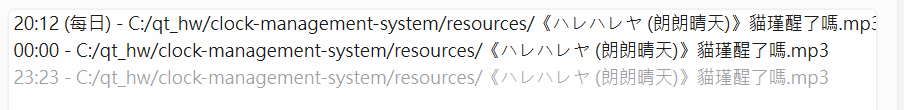 20:12 (每日) - C:/qt_hw/clock-management-system/resources/《ハレハレヤ (朗朗晴天)》貓瑾醒了嗎.mp3
00:00 - C:/qt_hw/clock-management-system/resources/《ハレハレヤ (朗朗晴天)》貓瑾醒了嗎.mp3
23:23 - C:/qt_hw/clock-management-system/resources/《ハレハレヤ (朗朗晴天)》貓瑾醒了嗎.mp3